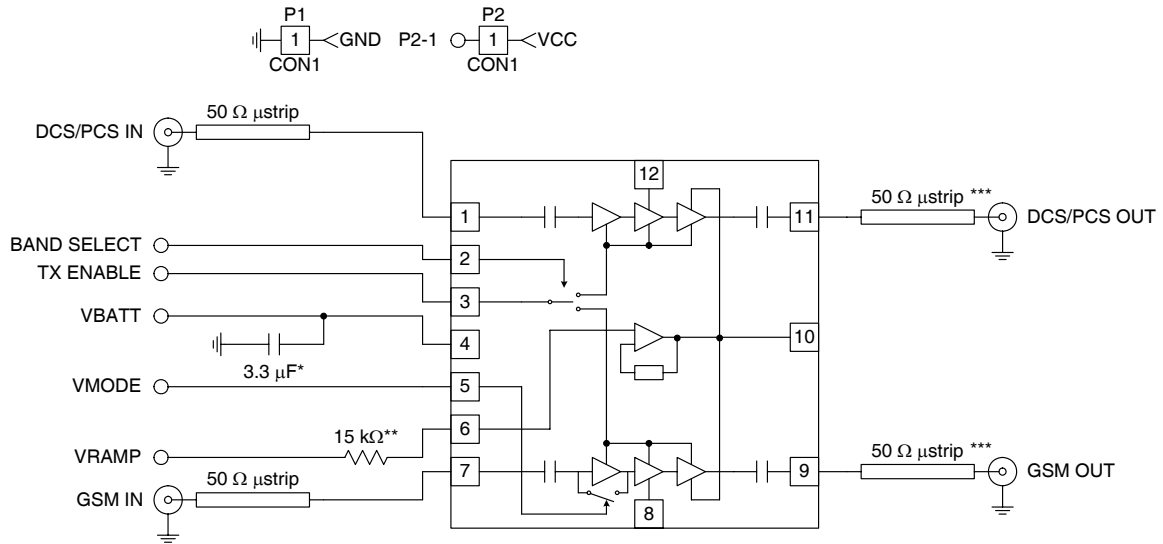 P1
P2
1
GND
P2-1
1
VCC
CON1
CON1
50 Ω µstrip
DCS/PCS IN
12
50 Ω µstrip ***
1
11
DCS/PCS OUT
BAND SELECT
2
TX ENABLE
3
VBATT
4
10
3.3 µF*
VMODE
5
15 kΩ**
6
50 Ω µstrip ***
VRAMP
50 Ω µstrip
7
9
GSM OUT
GSM IN
8